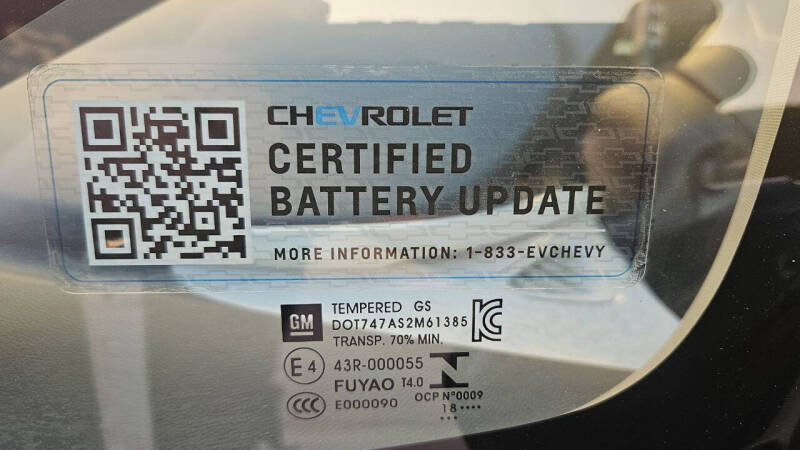 CHEVROLET
CERTIFIED
BATTERY UPDATE
MORE INFORMATION: 1-833-EVCHEVY
GM TEMPERED GS
DOT747AS2M61385
TRANSP. 70% MIN.
E4 43R-000055
FUYAO T4.0
CCC E000090
OCP Nº0009
18 ••••
•••